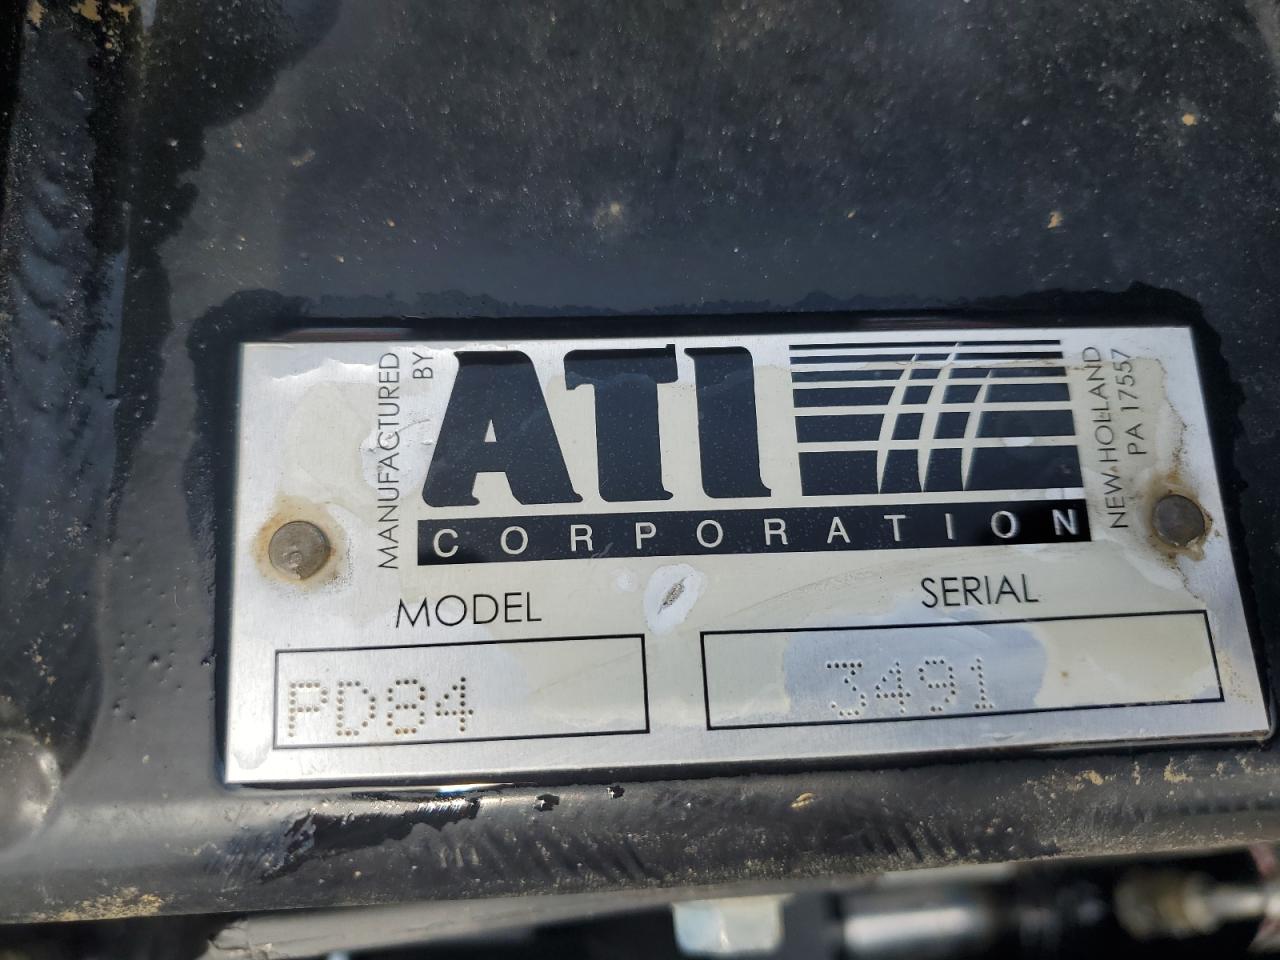 MANUFACTURED
BY
ATI
CORPORATION
NEW HOLLAND
PA 17557
MODEL
SERIAL
PD84
3491